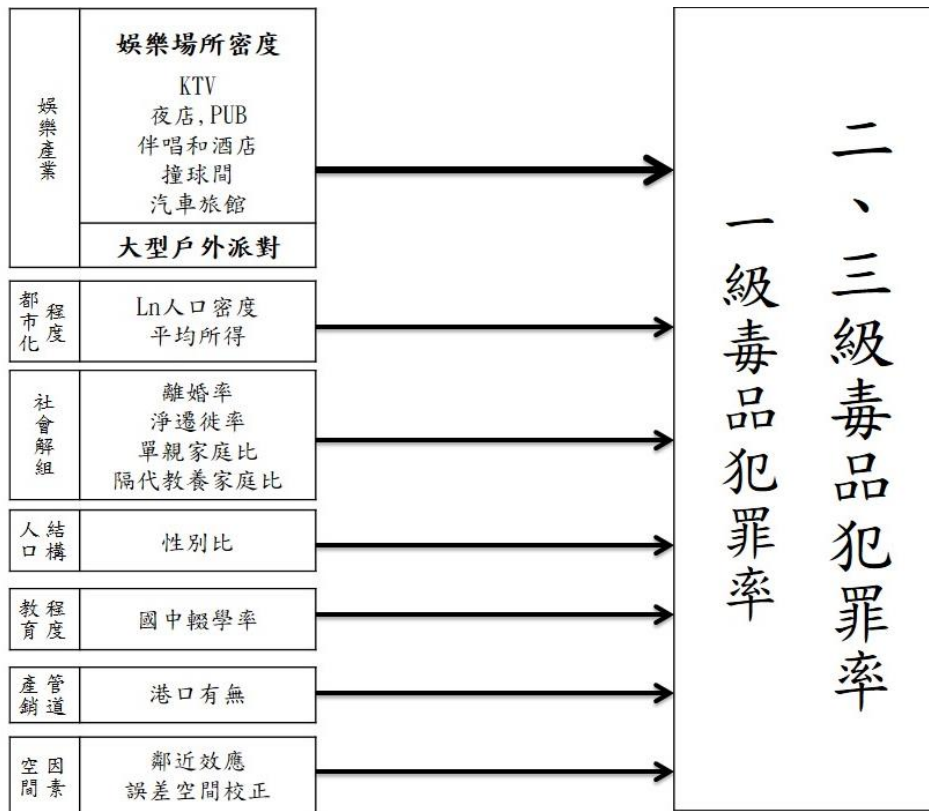 娛樂產業
娛樂場所密度
KTV
夜店,PUB
伴唱和酒店
撞球間
汽車旅館
大型戶外派對
都市化程度
Ln人口密度
平均所得
社會解組
離婚率
淨遷徙率
單親家庭比
隔代教養家庭比
人口結構
性別比
教育程度
國中輟學率
產銷管道
港口有無
空間因素
鄰近效應
誤差空間校正
二、三級毒品犯罪率
一級毒品犯罪率